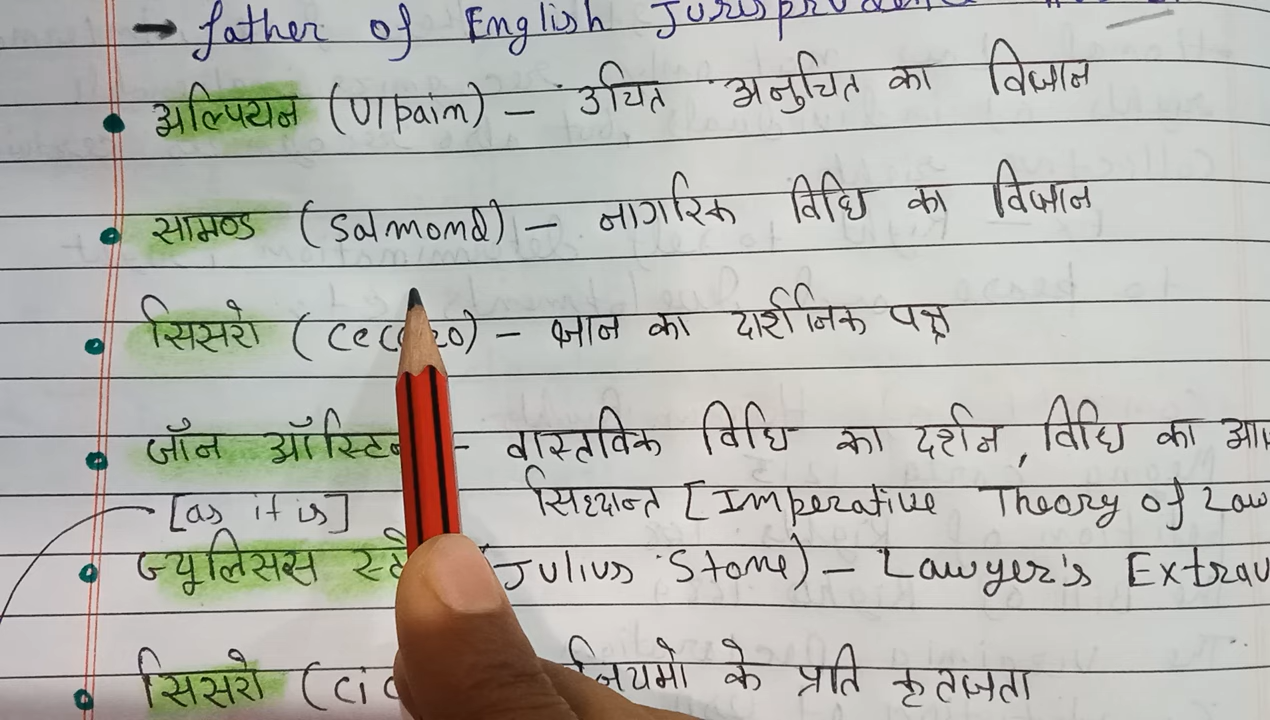 → father of English
अल्पियन (Ulpain) – उचित अनुचित का विज्ञान
सामण्ड (Salmond) – नागरिक विधि का विज्ञान
सिसरो – ज्ञान का दार्शनिक पक्ष
जॉन ऑस्टिन – वास्तविक विधि का दर्शन, विधि का
[as it is] सिध्दान्त [Imperative Theory of Law
ज्यूलिसस (Julius Stone) – Lawyer's
सिसरो नियमो के प्रति कृतज्ञता